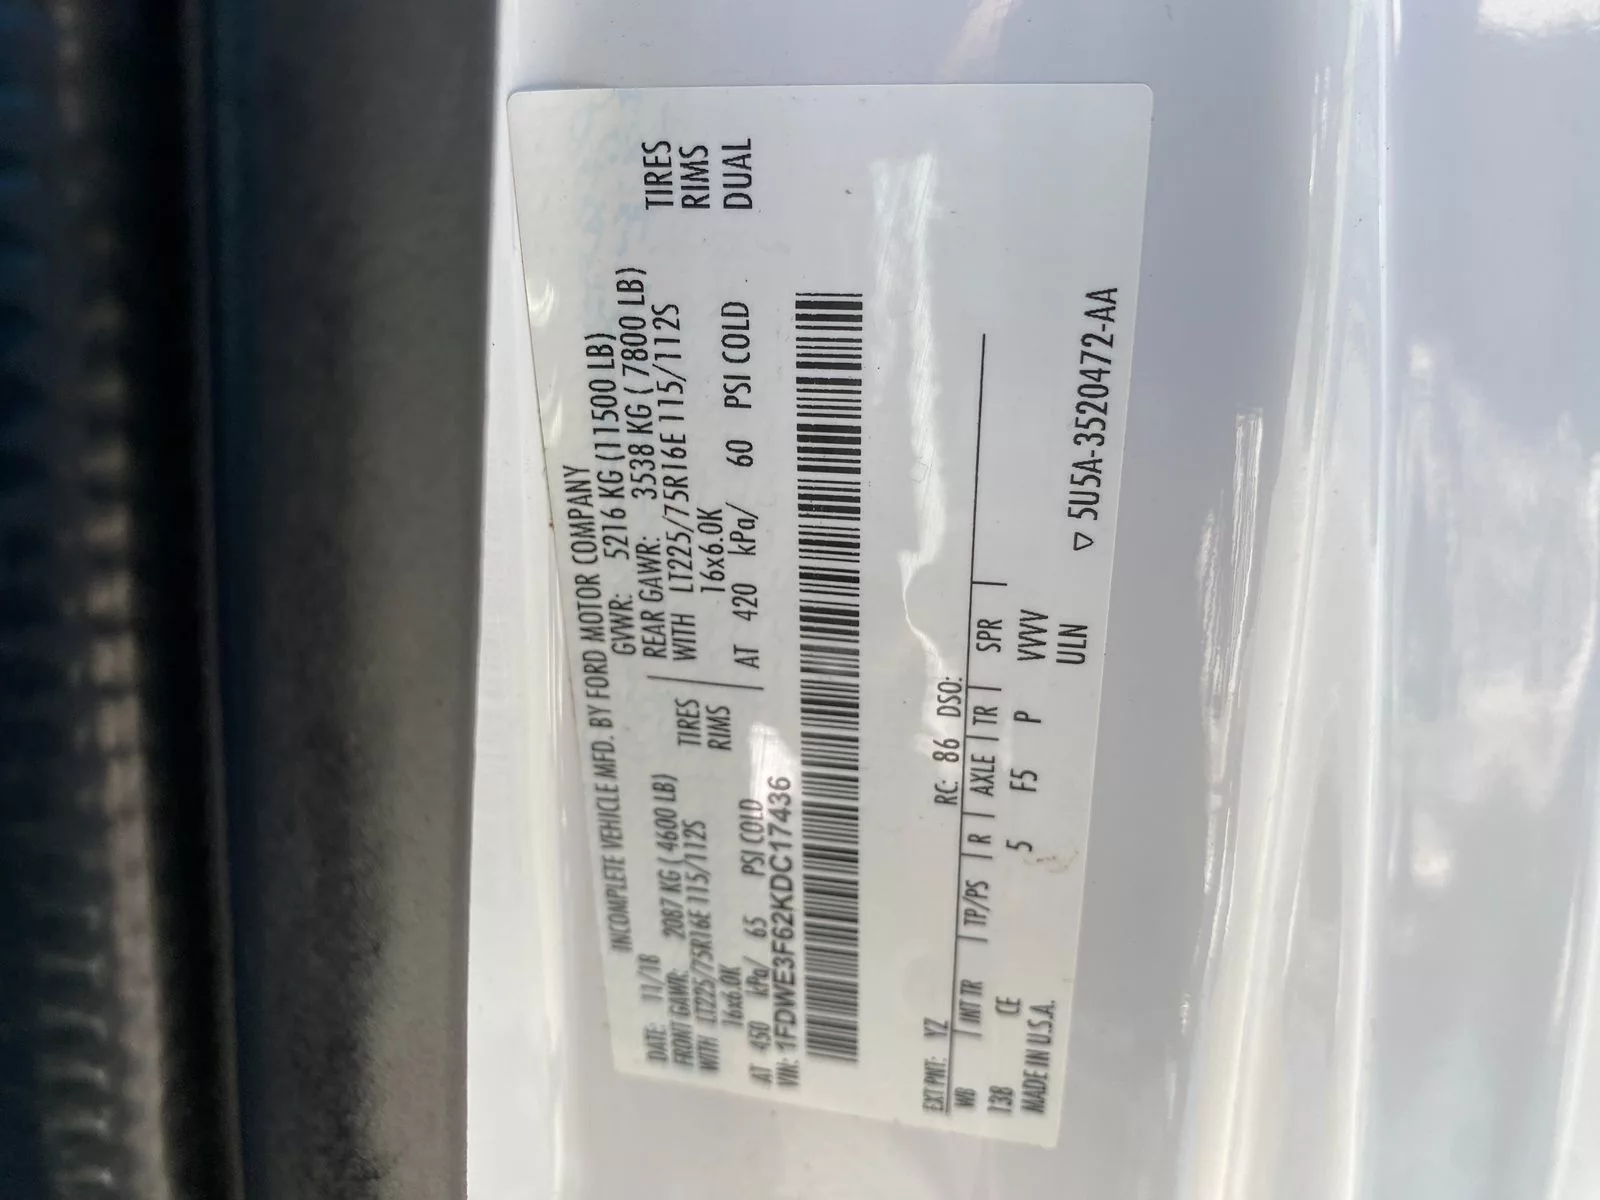 INCOMPLETE VEHICLE MFD. BY FORD MOTOR COMPANY
DATE: 11/18 GVWR: 5216 KG (11500 LB)
FRONT GAWR: 2087 KG ( 4600 LB) REAR GAWR: 3538 KG ( 7800 LB)
WITH LT225/75R16E 115/112S TIRES WITH LT225/75R16E 115/112S TIRES
16x6.0K RIMS 16x6.0K RIMS
AT 450 kPa/ 65 PSI COLD AT 420 kPa/ 60 PSI COLD DUAL
VIN: 1FDWE3F62KDC17436
EXT PNT: YZ RC: 86 DSO:
WB INT TR TP/PS R AXLE TR SPR
138 CE 5 F5 P VVVV
MADE IN U.S.A. ULN
▽ 5U5A-3520472-AA